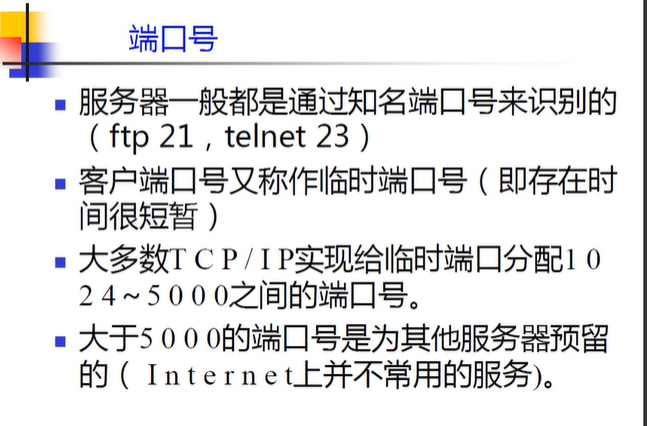 端口号
服务器一般都是通过知名端口号来识别的
（ftp 21，telnet 23）
客户端口号又称作临时端口号（即存在时
间很短暂）
大多数TCP/IP实现给临时端口分配10
24~5000之间的端口号。
大于5000的端口号是为其他服务器预留
的（ Internet上并不常用的服务)。